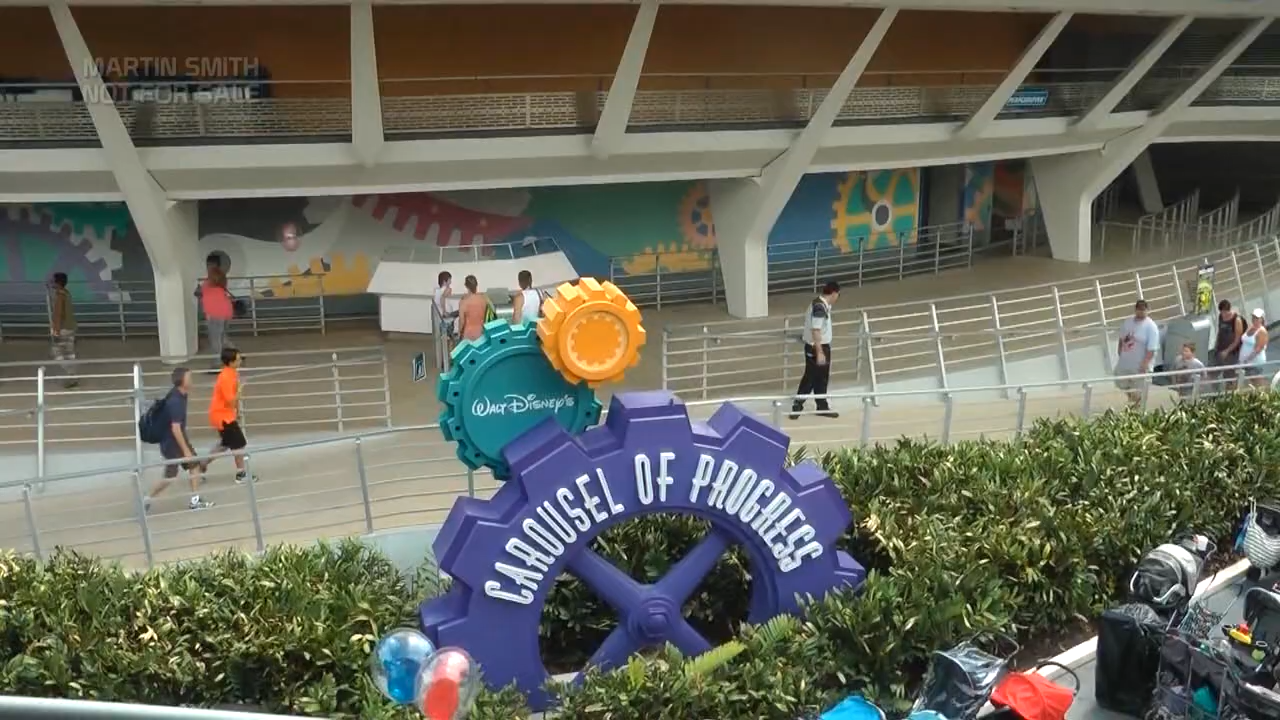 MARTIN SMITH
NOT FOR SALE
WALT DISNEY'S
CAROUSEL OF PROGRESS